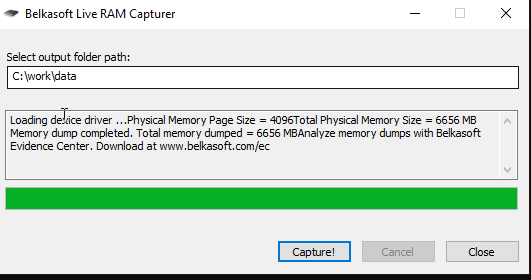 Belkasoft Live RAM Capturer
Select output folder path:
C:\work\data
Loading device driver ...Physical Memory Page Size = 4096Total Physical Memory Size = 6656 MB
Memory dump completed. Total memory dumped = 6656 MBAnalyze memory dumps with Belkasoft
Evidence Center. Download at www.belkasoft.com/ec
Capture!
Cancel
Close